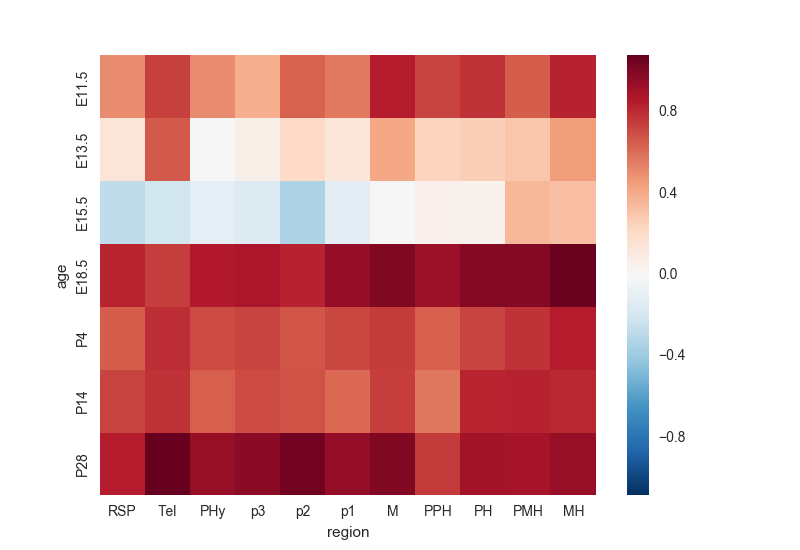 E11.5
E13.5
E15.5
E18.5
P4
P14
P28
age
RSP Tel PHy p3 p2 p1 M PPH PH PMH MH
region
0.8
0.4
0.0
−0.4
−0.8